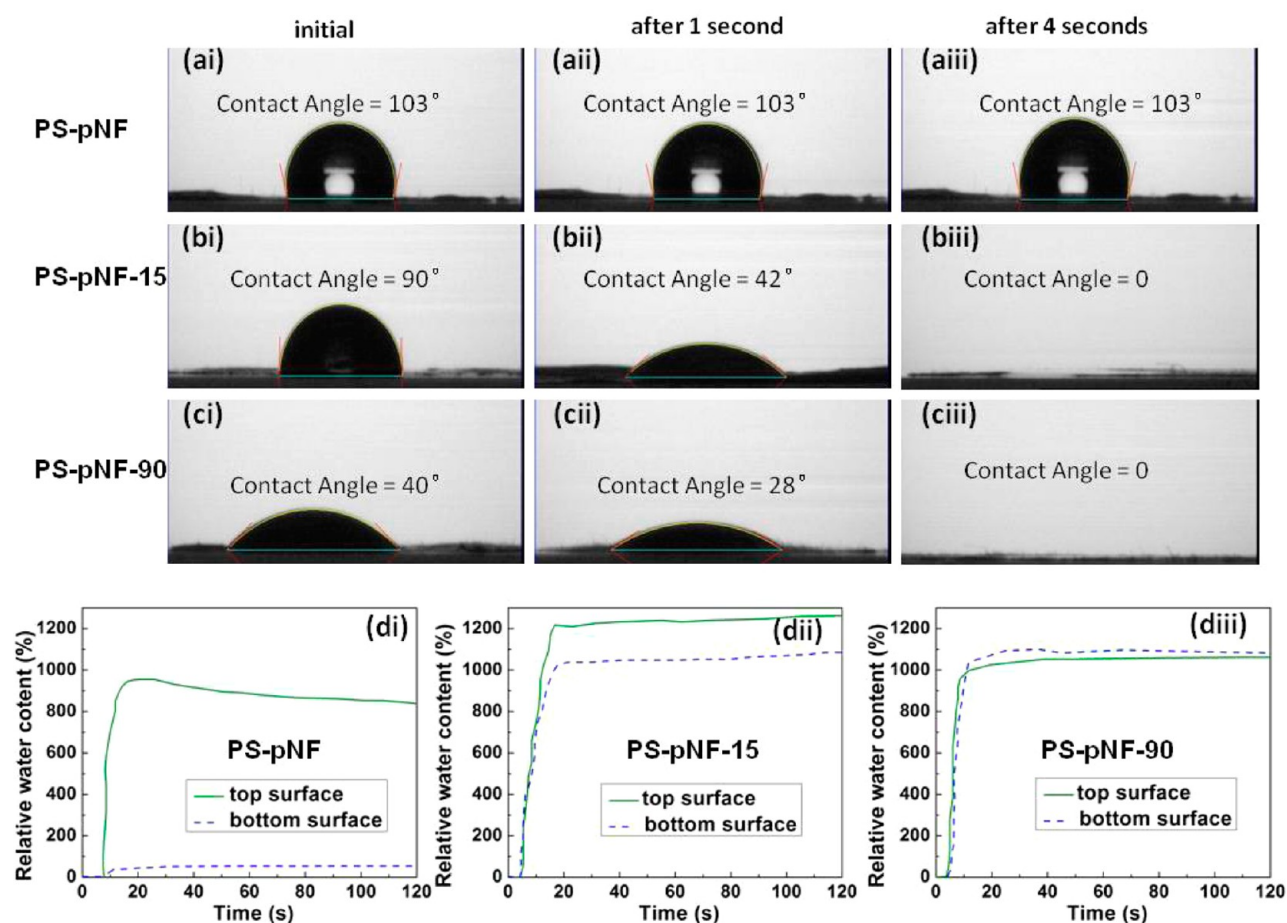 initial
after 1 second
after 4 seconds
PS-pNF
(ai)
Contact Angle = 103°
(aii)
Contact Angle = 103°
(aiii)
Contact Angle = 103°
PS-pNF-15
(bi)
Contact Angle = 90°
(bii)
Contact Angle = 42°
(biii)
Contact Angle = 0
PS-pNF-90
(ci)
Contact Angle = 40°
(cii)
Contact Angle = 28°
(ciii)
Contact Angle = 0
(di)
Relative water cotent (%)
1200
1000
800
600
400
200
0
PS-pNF
top surface
bottom surface
0 20 40 60 80 100 120
Time (s)
(dii)
Relative water content (%)
1200
1000
800
600
400
200
0
PS-pNF-15
top surface
bottom surface
0 20 40 60 80 100 120
Time (s)
(diii)
Relative water content (%)
1200
1000
800
600
400
200
0
PS-pNF-90
top surface
bottom surface
0 20 40 60 80 100 120
Time (s)